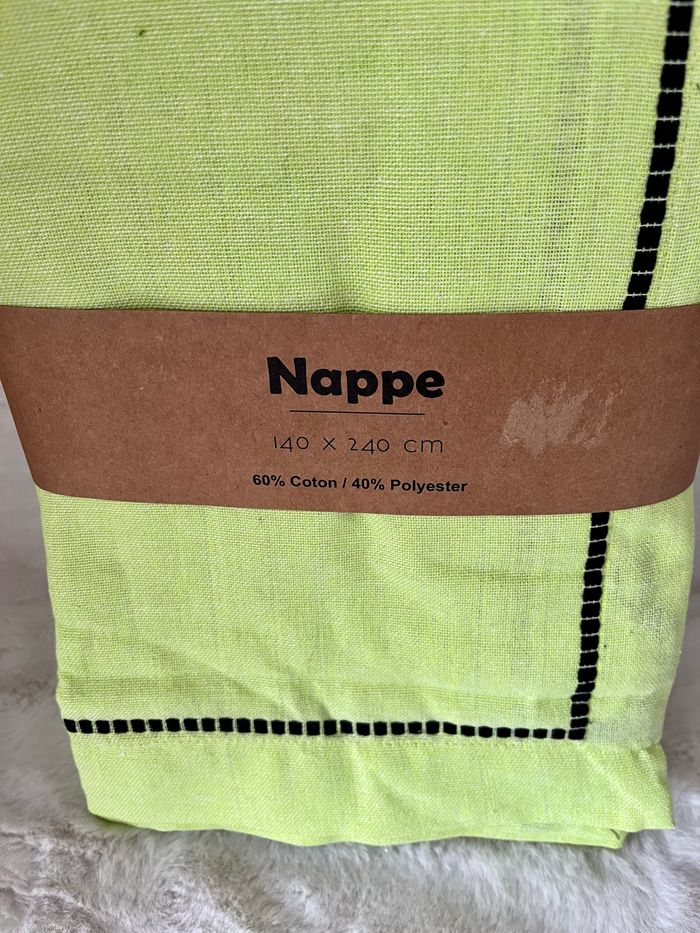 Nappe
140 x 240 cm
60% Coton / 40% Polyester